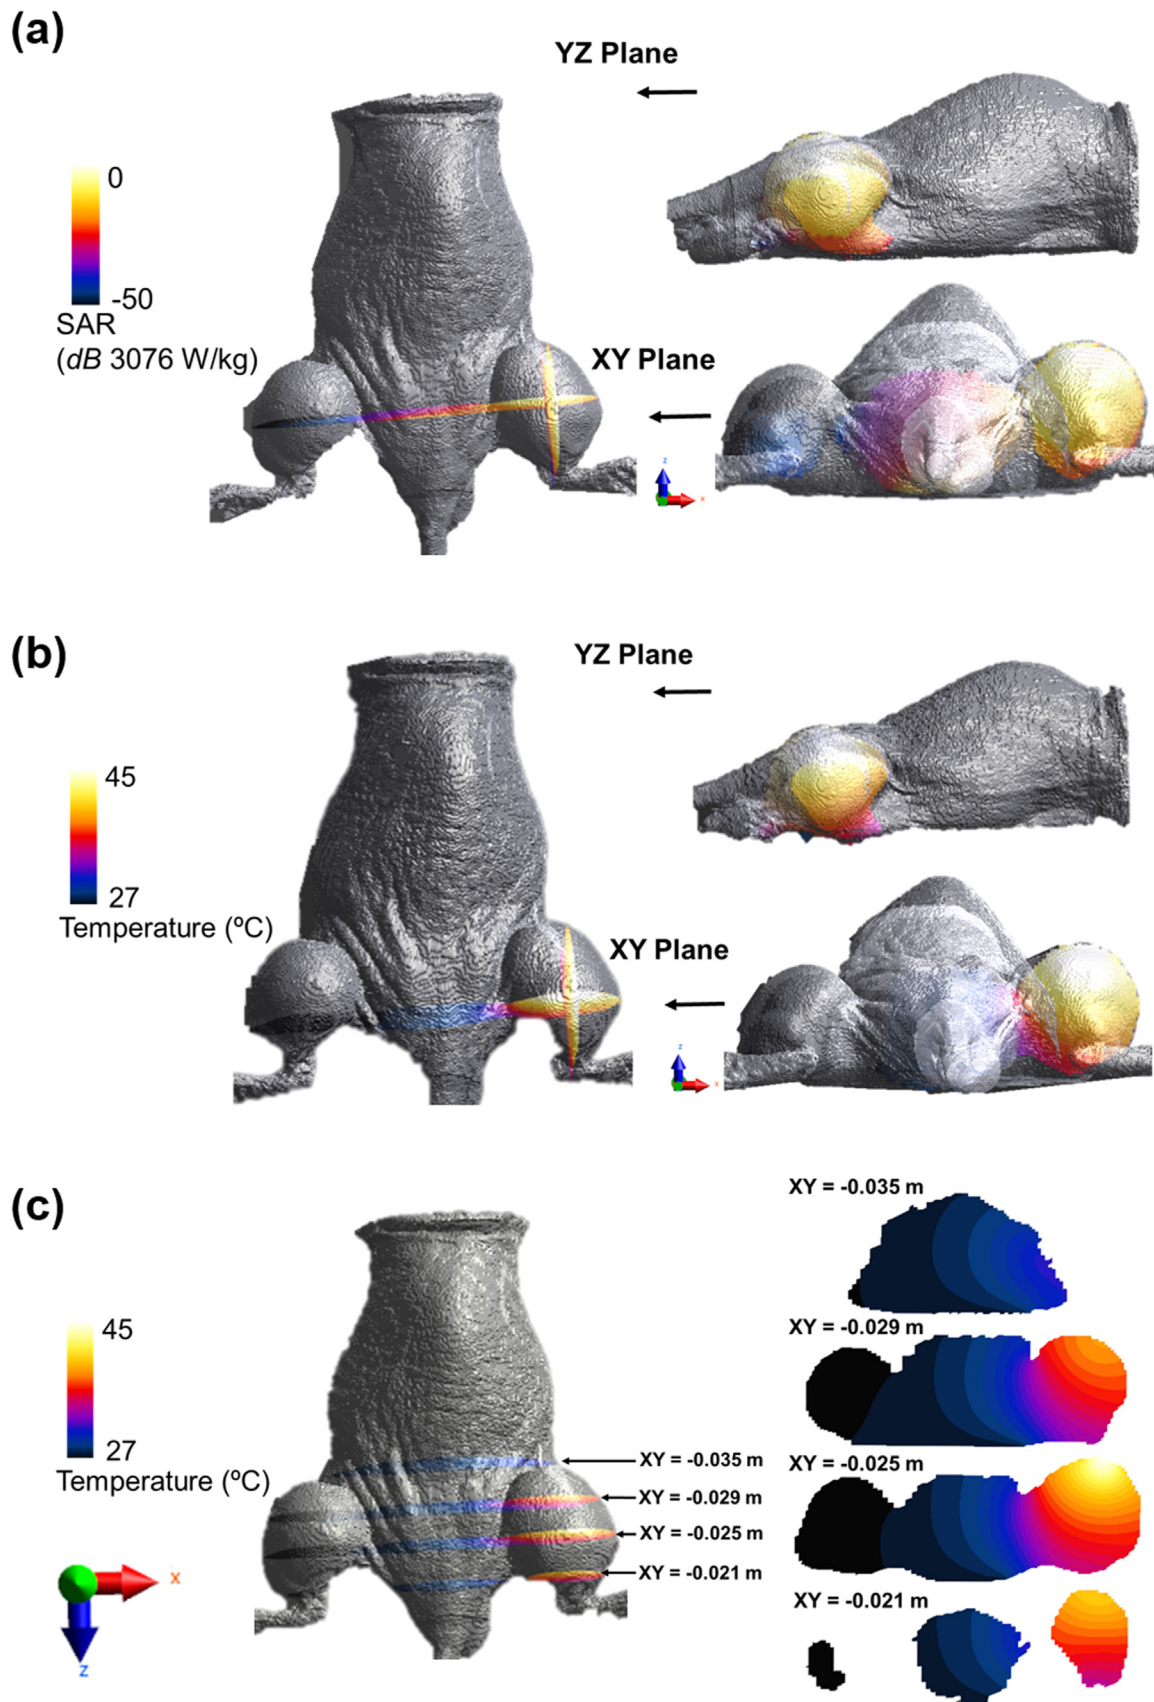 (a)
YZ Plane
0
-50
SAR
(dB 3076 W/kg)
XY Plane
z
x
(b)
YZ Plane
45
27
Temperature (ºC)
XY Plane
z
x
(c)
XY = -0.035 m
45
27
Temperature (ºC)
XY = -0.029 m
XY = -0.035 m
XY = -0.025 m
XY = -0.029 m
XY = -0.025 m
XY = -0.021 m
XY = -0.021 m
x
z